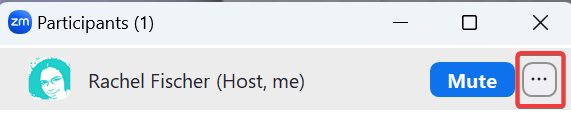 zm Participants (1)
Rachel Fischer (Host, me) Mute ...